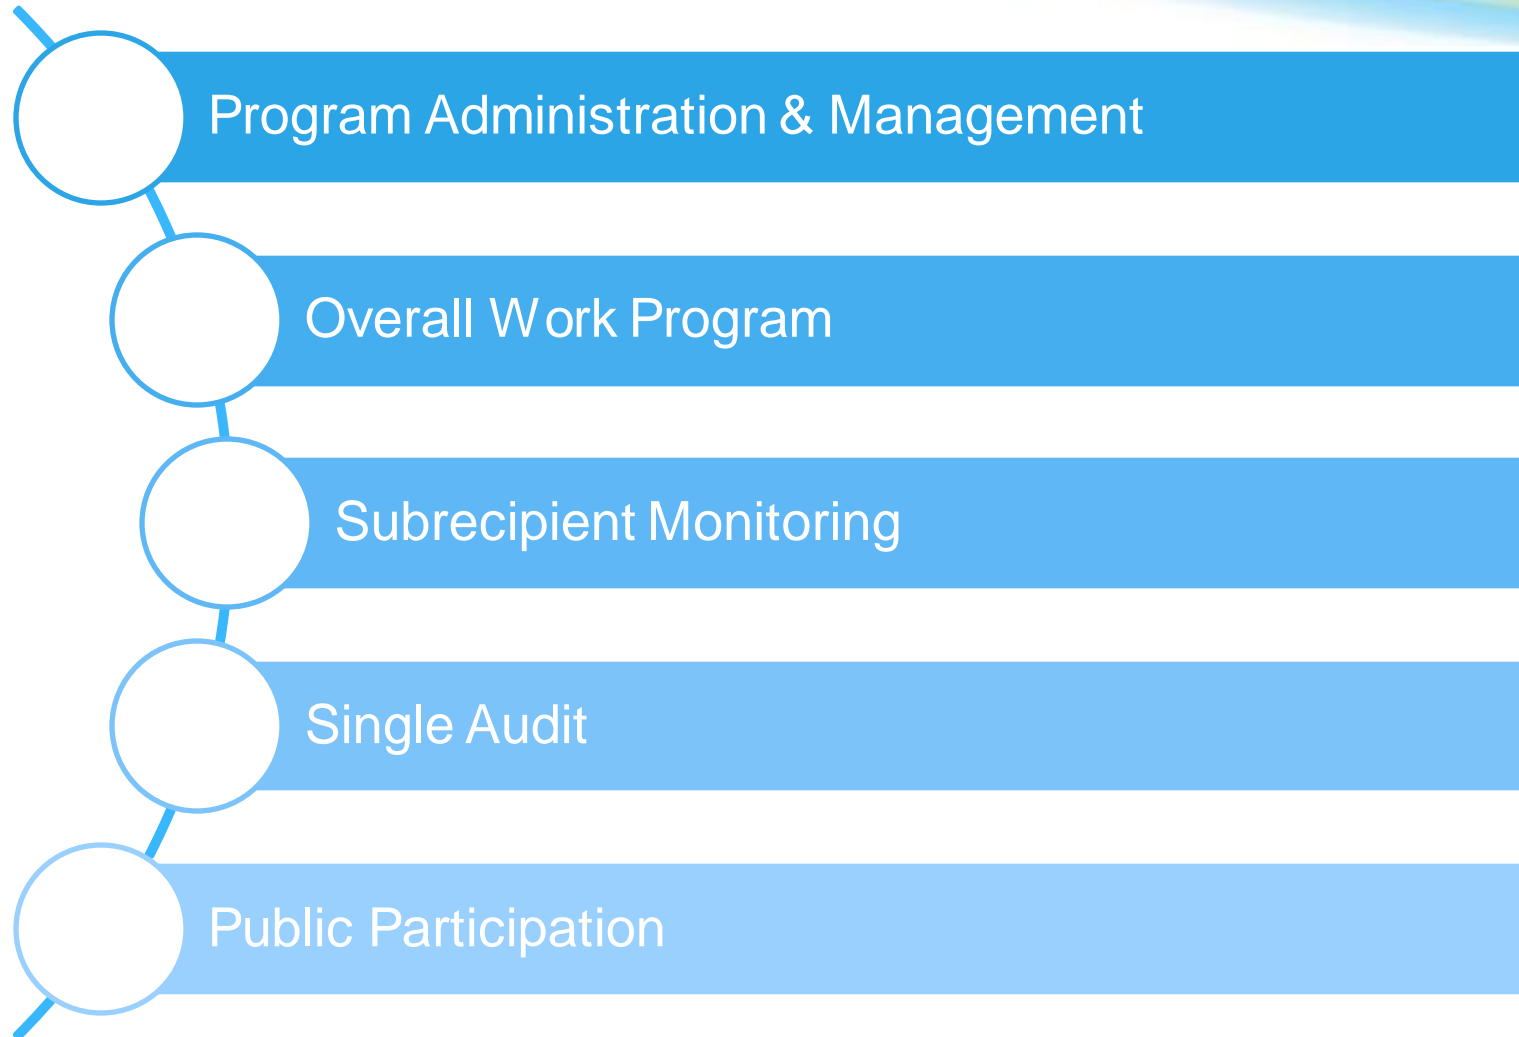 Program Administration & Management
Overall Work Program
Subrecipient Monitoring
Single Audit
Public Participation